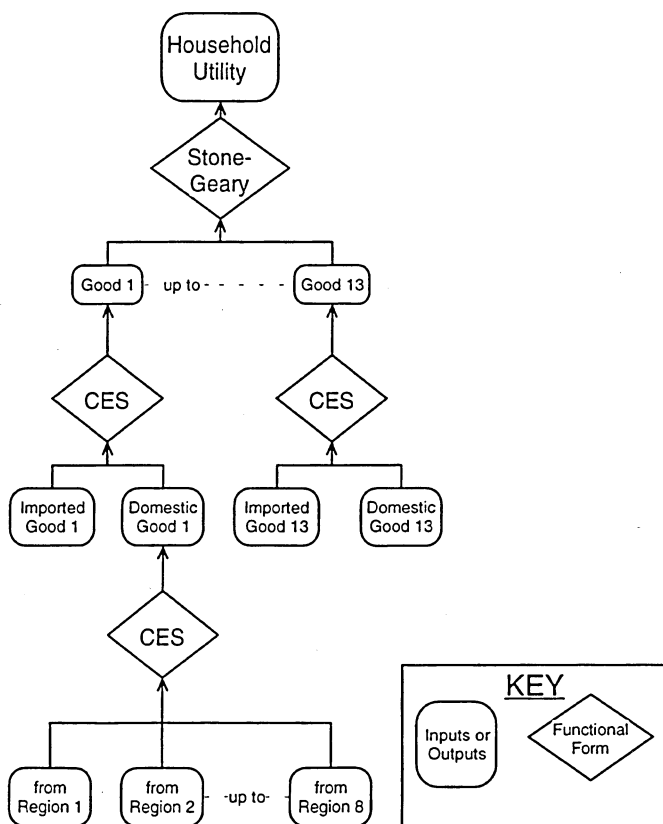 Household
Utility
Stone-
Geary
Good 1
up to
Good 13
CES
CES
Imported
Good 1
Domestic
Good 1
Imported
Good 13
Domestic
Good 13
CES
KEY
Inputs or
Outputs
Functional
Form
from
Region 1
from
Region 2
up to
from
Region 8